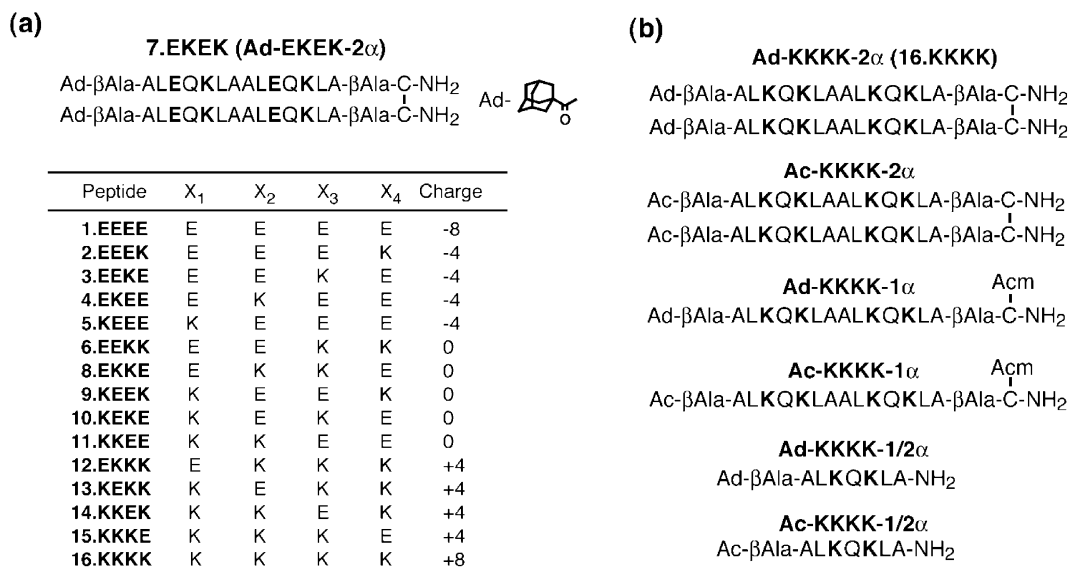 (a)
7.EKEK (Ad-EKEK-2α)
Ad-βAla-ALEQKLAALEQKLA-βAla-C-NH2
Ad-βAla-ALEQKLAALEQKLA-βAla-C-NH2
Ad-
O
Peptide X1 X2 X3 X4 Charge
1.EEEE E E E E -8
2.EEEK E E E K -4
3.EEKE E E K E -4
4.EKEE E K E E -4
5.KEEE K E E E -4
6.EEKK E E K K 0
8.EKKE E K K E 0
9.KEEK K E E K 0
10.KEKE K E K E 0
11.KKEE K K E E 0
12.EKKK E K K K +4
13.KEKK K E K K +4
14.KKEK K K E K +4
15.KKKE K K K E +4
16.KKKK K K K K +8
(b)
Ad-KKKK-2α (16.KKKK)
Ad-βAla-ALKQKLAALKQKLA-βAla-C-NH2
Ad-βAla-ALKQKLAALKQKLA-βAla-C-NH2
Ac-KKKK-2α
Ac-βAla-ALKQKLAALKQKLA-βAla-C-NH2
Ac-βAla-ALKQKLAALKQKLA-βAla-C-NH2
Ad-KKKK-1α
Acm
Ad-βAla-ALKQKLAALKQKLA-βAla-C-NH2
Ac-KKKK-1α
Acm
Ac-βAla-ALKQKLAALKQKLA-βAla-C-NH2
Ad-KKKK-1/2α
Ad-βAla-ALKQKLA-NH2
Ac-KKKK-1/2α
Ac-βAla-ALKQKLA-NH2